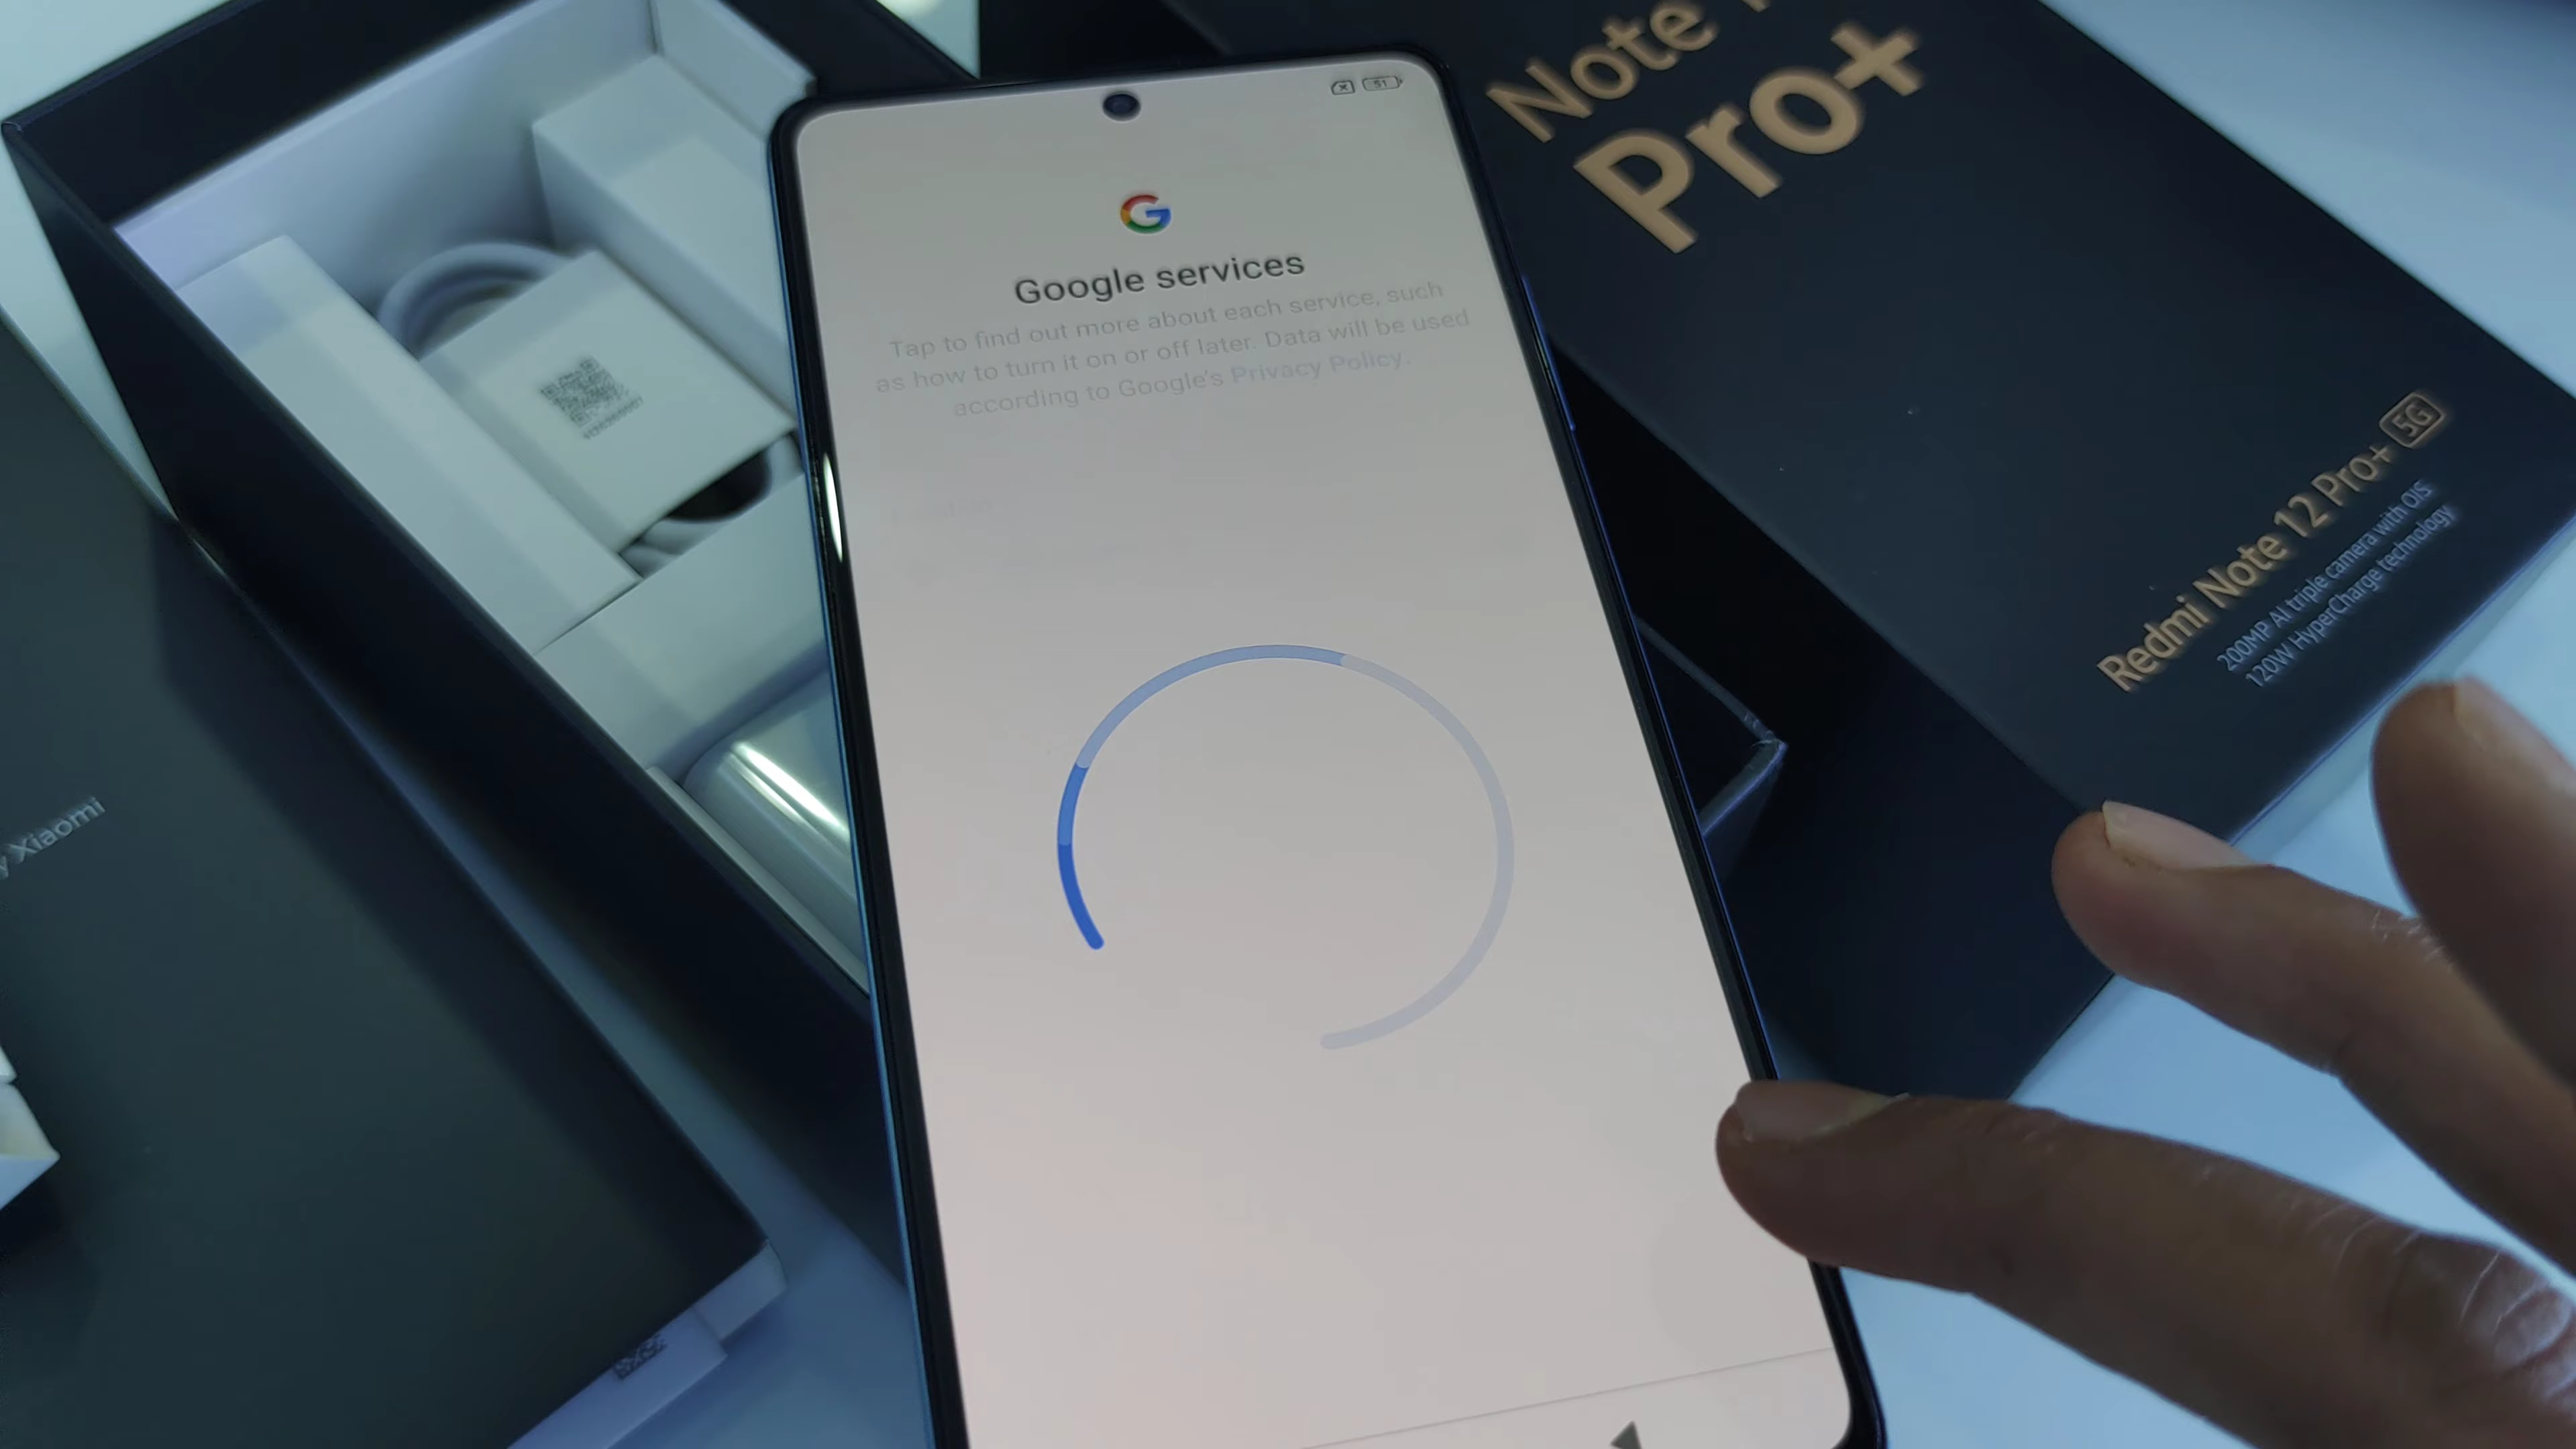 51
Google services
Tap to find out more about each service, such
as how to turn it on or off later. Data will be used
according to Google's Privacy Policy.
Note
Pro+
Redmi Note 12 Pro+ 5G
200MP AI triple camera with OIS
120W HyperCharge technology
Xiaomi